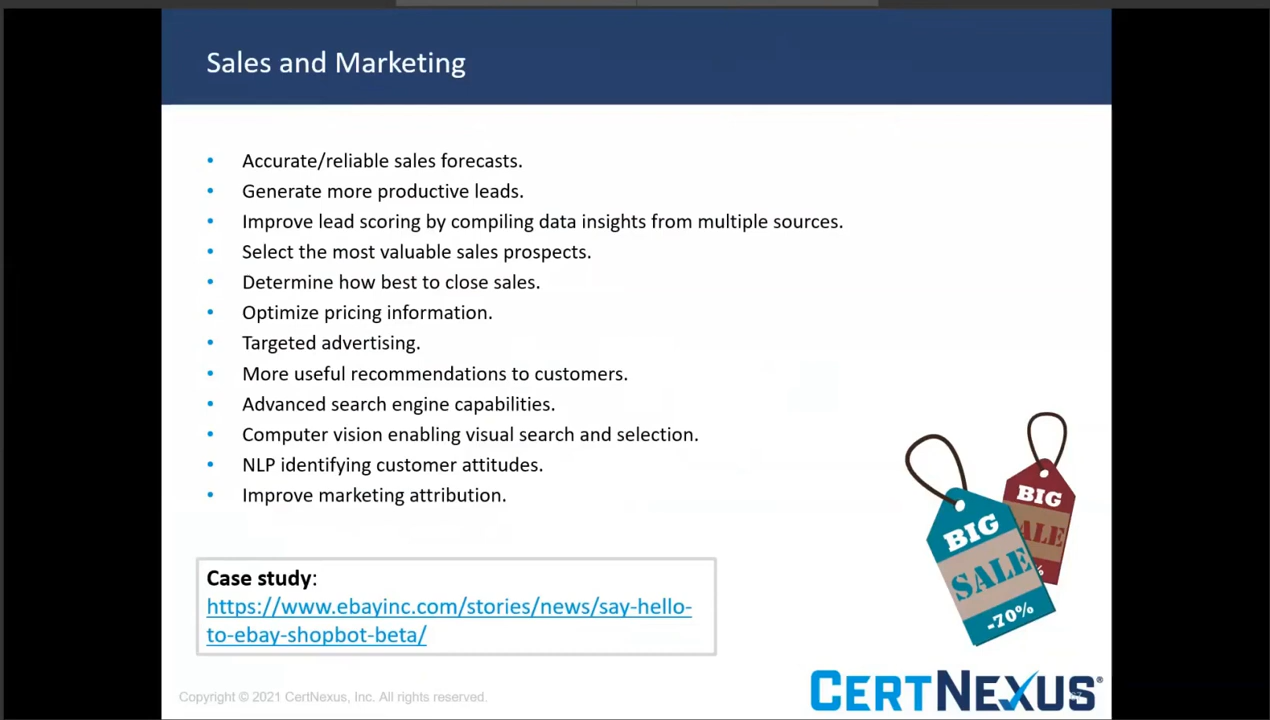 Sales and Marketing
• Accurate/reliable sales forecasts.
• Generate more productive leads.
• Improve lead scoring by compiling data insights from multiple sources.
• Select the most valuable sales prospects.
• Determine how best to close sales.
• Optimize pricing information.
• Targeted advertising.
• More useful recommendations to customers.
• Advanced search engine capabilities.
• Computer vision enabling visual search and selection.
• NLP identifying customer attitudes.
• Improve marketing attribution.
BIG
SALE
-70%
BIG
ALE
%
Case study:
https://www.ebayinc.com/stories/news/say-hello-
to-ebay-shopbot-beta/
Copyright © 2021 CertNexus, Inc. All rights reserved.
CERTNEXUS®